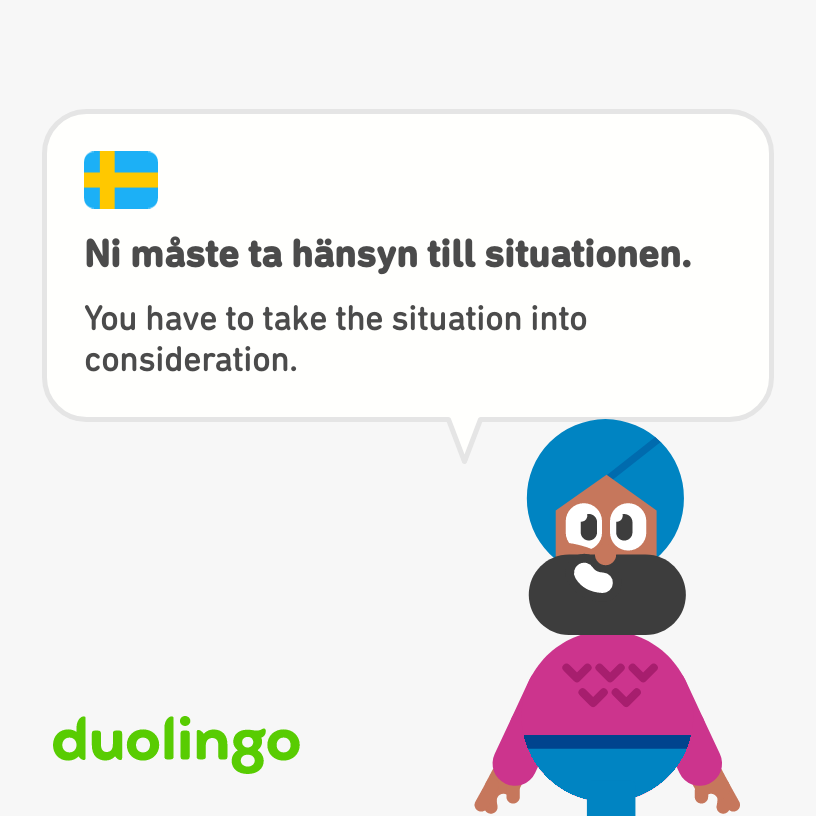 Ni måste ta hänsyn till situationen.
You have to take the situation into
consideration.
duolingo